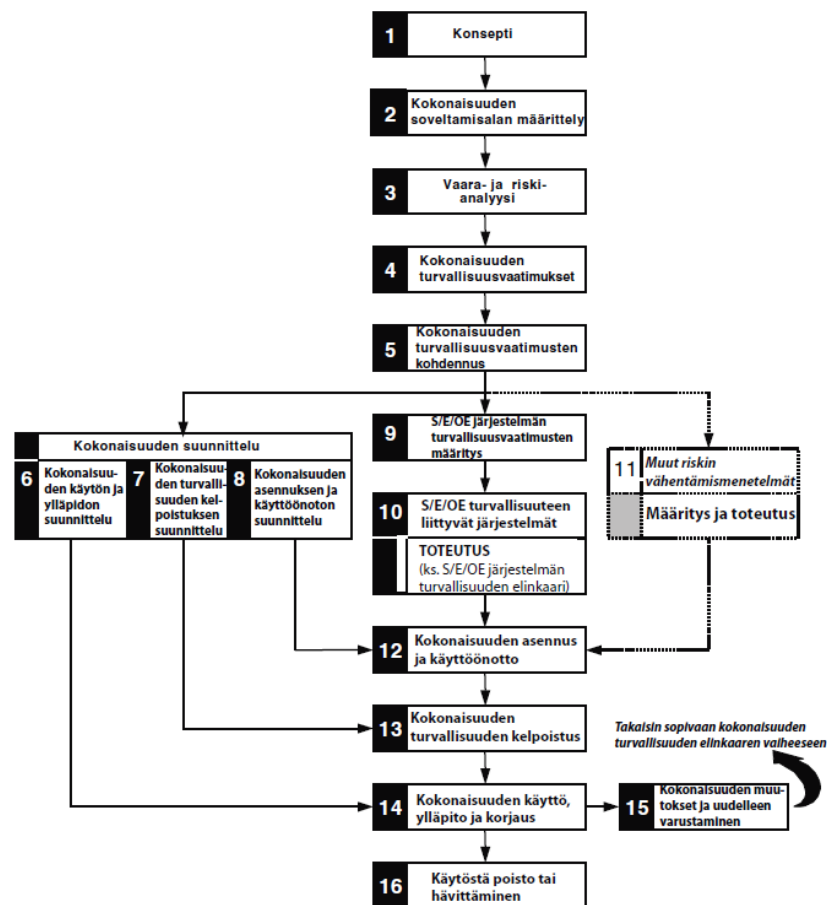 1 Konsepti
2 Kokonaisuuden
soveltamisalan määrittely
3 Vaara- ja riski-
analyysi
4 Kokonaisuuden
turvallisuusvaatimukset
5 Kokonaisuuden
turvallisuusvaatimusten
kohdennus
Kokonaisuuden suunnittelu
6 Kokonaisuu-
den käytön ja
ylläpidon
suunnittelu
7 Kokonaisuu-
den turvalli-
suuden kel-
poistuksen
suunnittelu
8 Kokonaisuuden
asennuksen ja
käyttöönoton
suunnittelu
9 S/E/OE järjestelmän
turvallisuusvaatimusten
määritys
10 S/E/OE turvallisuuteen
liittyvät järjestelmät
TOTEUTUS
(ks. S/E/OE järjestelmän
turvallisuuden elinkaari)
11 Muut riskin
vähentämismenetelmät
Määritys ja toteutus
12 Kokonaisuuden asennus
ja käyttöönotto
13 Kokonaisuuden
turvallisuuden kelpoistus
Takaisin sopivaan kokonaisuuden
turvallisuuden elinkaaren vaiheeseen
14 Kokonaisuuden käyttö,
ylläpito ja korjaus
15 Kokonaisuuden muu-
tokset ja uudelleen
varustaminen
16 Käytöstä poisto tai
hävittäminen